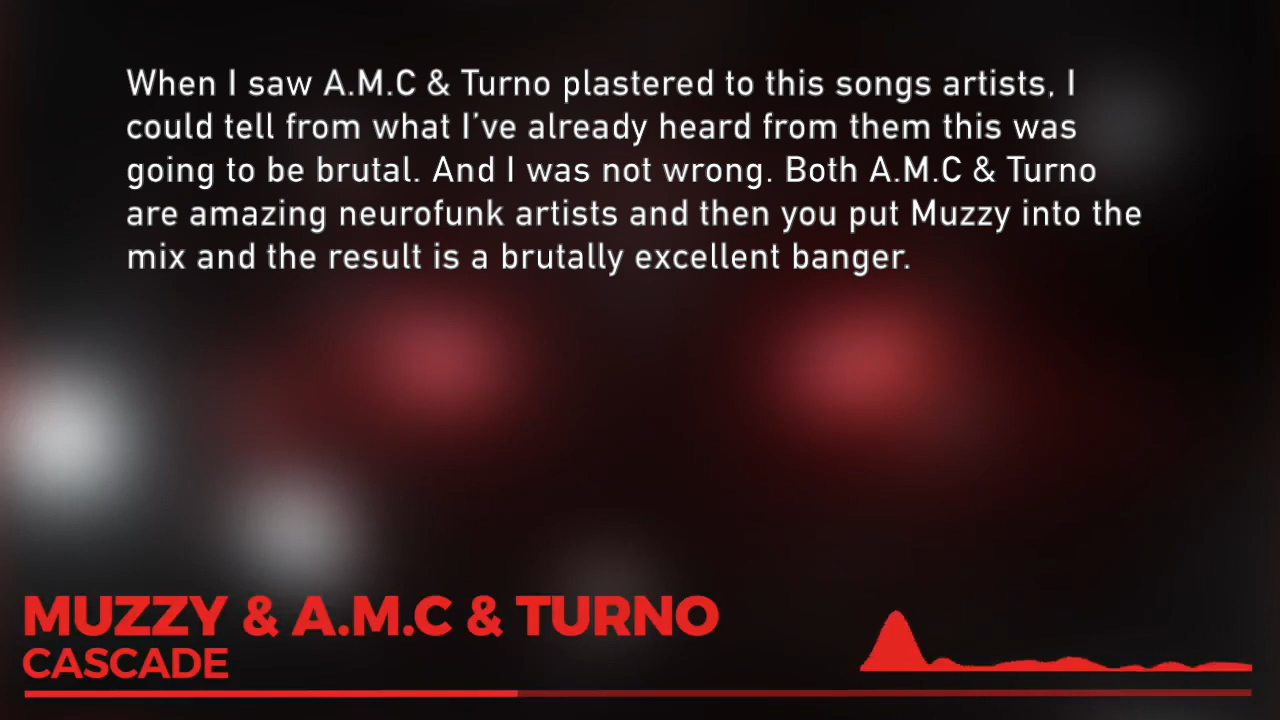 When I saw A.M.C & Turno plastered to this songs artists, I
could tell from what I've already heard from them this was
going to be brutal. And I was not wrong. Both A.M.C & Turno
are amazing neurofunk artists and then you put Muzzy into the
mix and the result is a brutally excellent banger.
MUZZY & A.M.C & TURNO
CASCADE